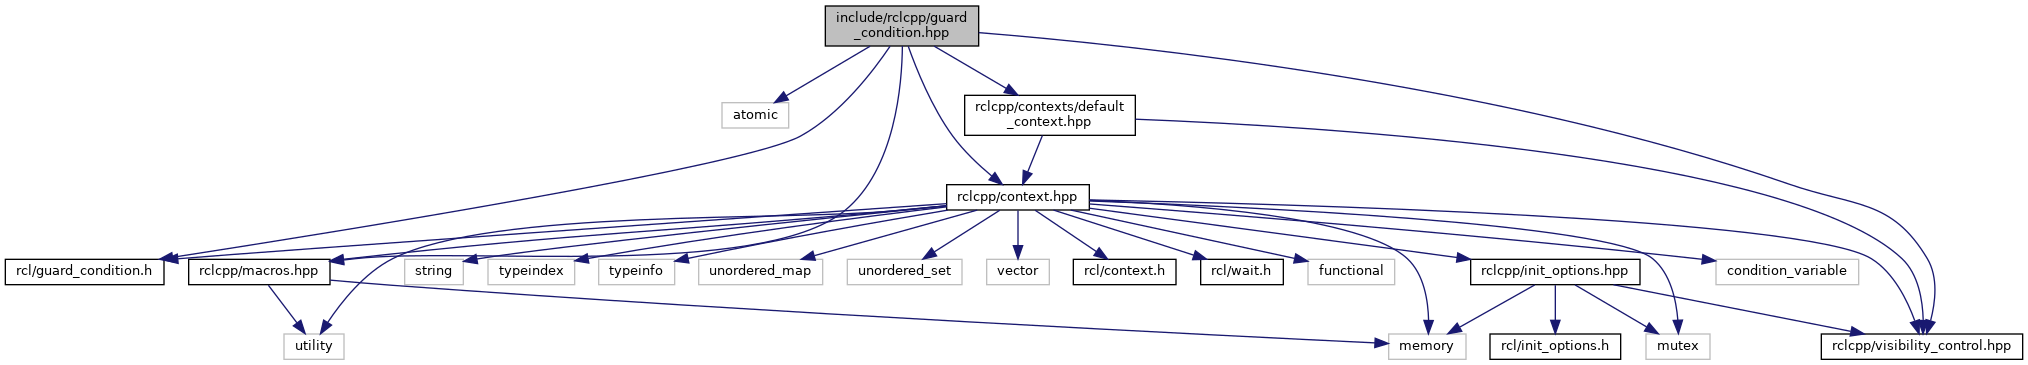 include/rclcpp/guard
_condition.hpp
atomic
rclcpp/contexts/default
_context.hpp
rclcpp/context.hpp
rcl/guard_condition.h
rclcpp/macros.hpp
string
typeindex
typeinfo
unordered_map
unordered_set
vector
rcl/context.h
rcl/wait.h
functional
rclcpp/init_options.hpp
condition_variable
utility
memory
rcl/init_options.h
mutex
rclcpp/visibility_control.hpp